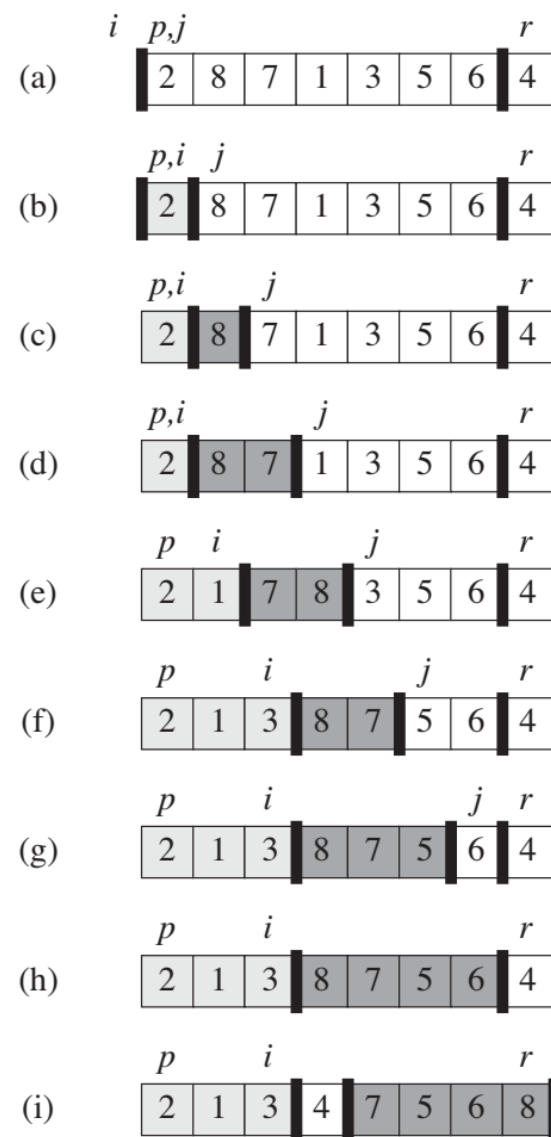 i p,j r
(a) 2 8 7 1 3 5 6 4
p,i j r
(b) 2 8 7 1 3 5 6 4
p,i j r
(c) 2 8 7 1 3 5 6 4
p,i j r
(d) 2 8 7 1 3 5 6 4
p i j r
(e) 2 1 7 8 3 5 6 4
p i j r
(f) 2 1 3 8 7 5 6 4
p i j r
(g) 2 1 3 8 7 5 6 4
p i r
(h) 2 1 3 8 7 5 6 4
p i r
(i) 2 1 3 4 7 5 6 8